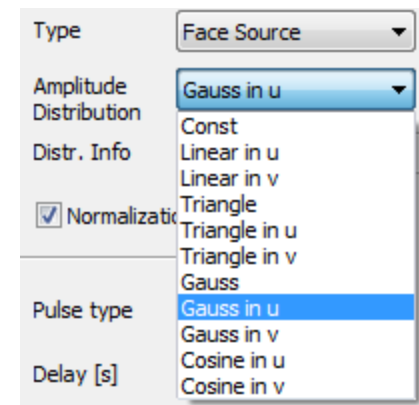 Type Face Source
Amplitude Distribution Gauss in u
Const
Distr. Info Linear in u
Linear in v
Normalizatio Triangle
Triangle in u
Triangle in v
Gauss
Pulse type Gauss in u
Gauss in v
Delay [s] Cosine in u
Cosine in v